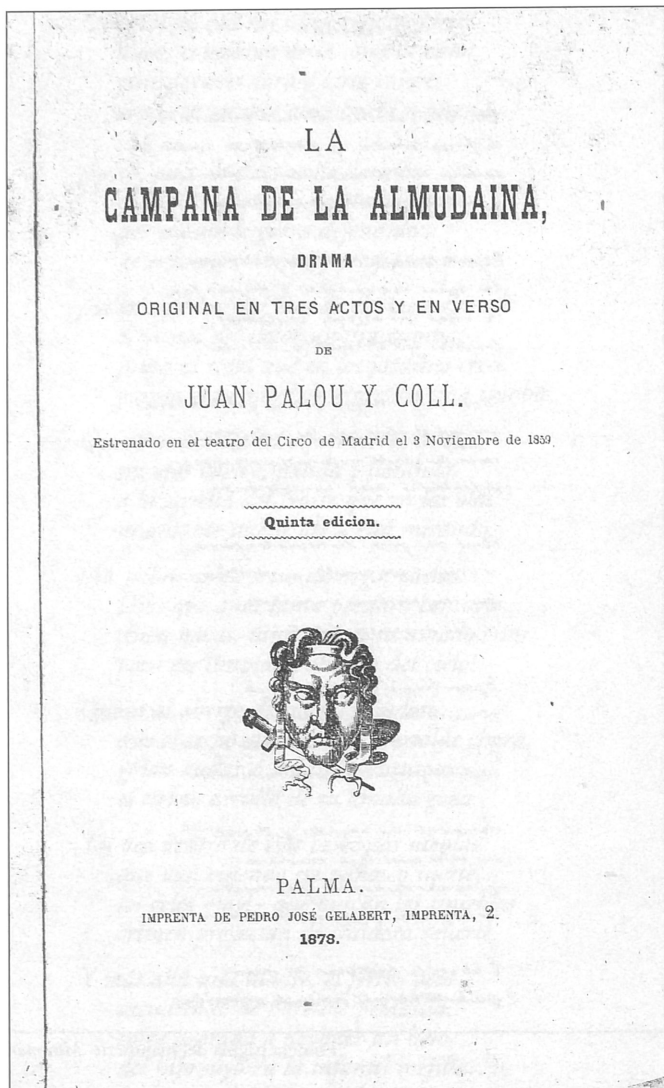 LA
CAMPANA DE LA ALMUDAINA,
DRAMA
ORIGINAL EN TRES ACTOS Y EN VERSO
DE
JUAN PALOU Y COLL.
Estrenado en el teatro del Circo de Madrid el 3 Noviembre de 1859
Quinta edicion.
PALMA.
IMPRENTA DE PEDRO JOSÉ GELABERT, IMPRENTA, 2.
1878.